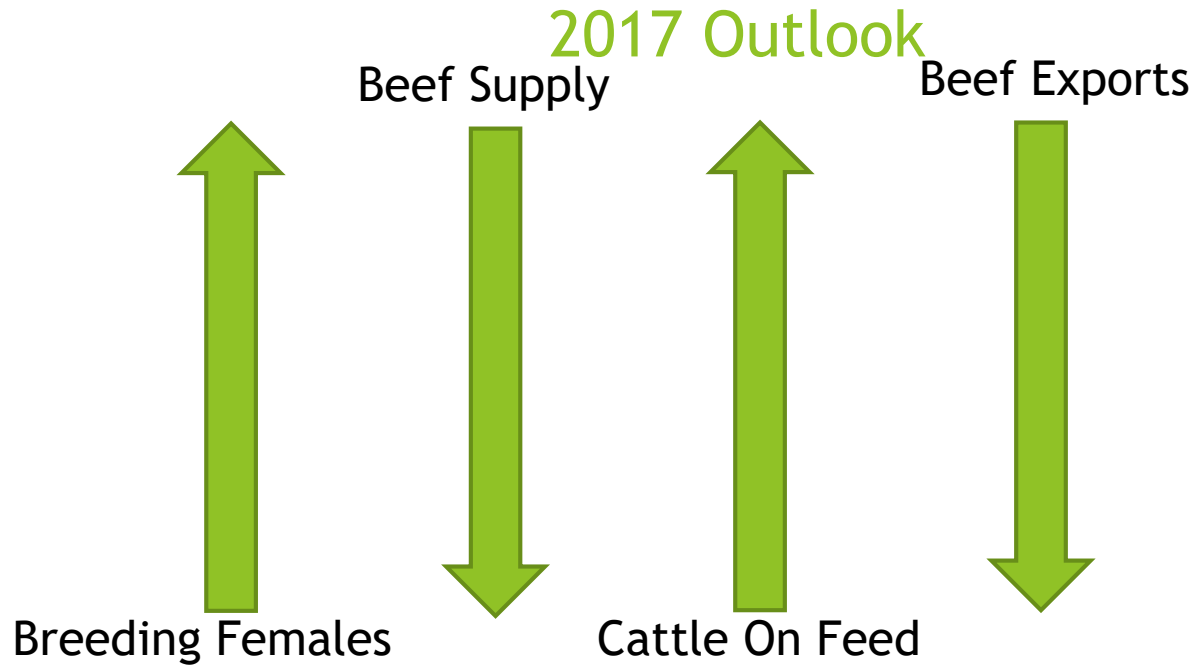 2017 Outlook
Beef Supply
Beef Exports
Breeding Females
Cattle On Feed